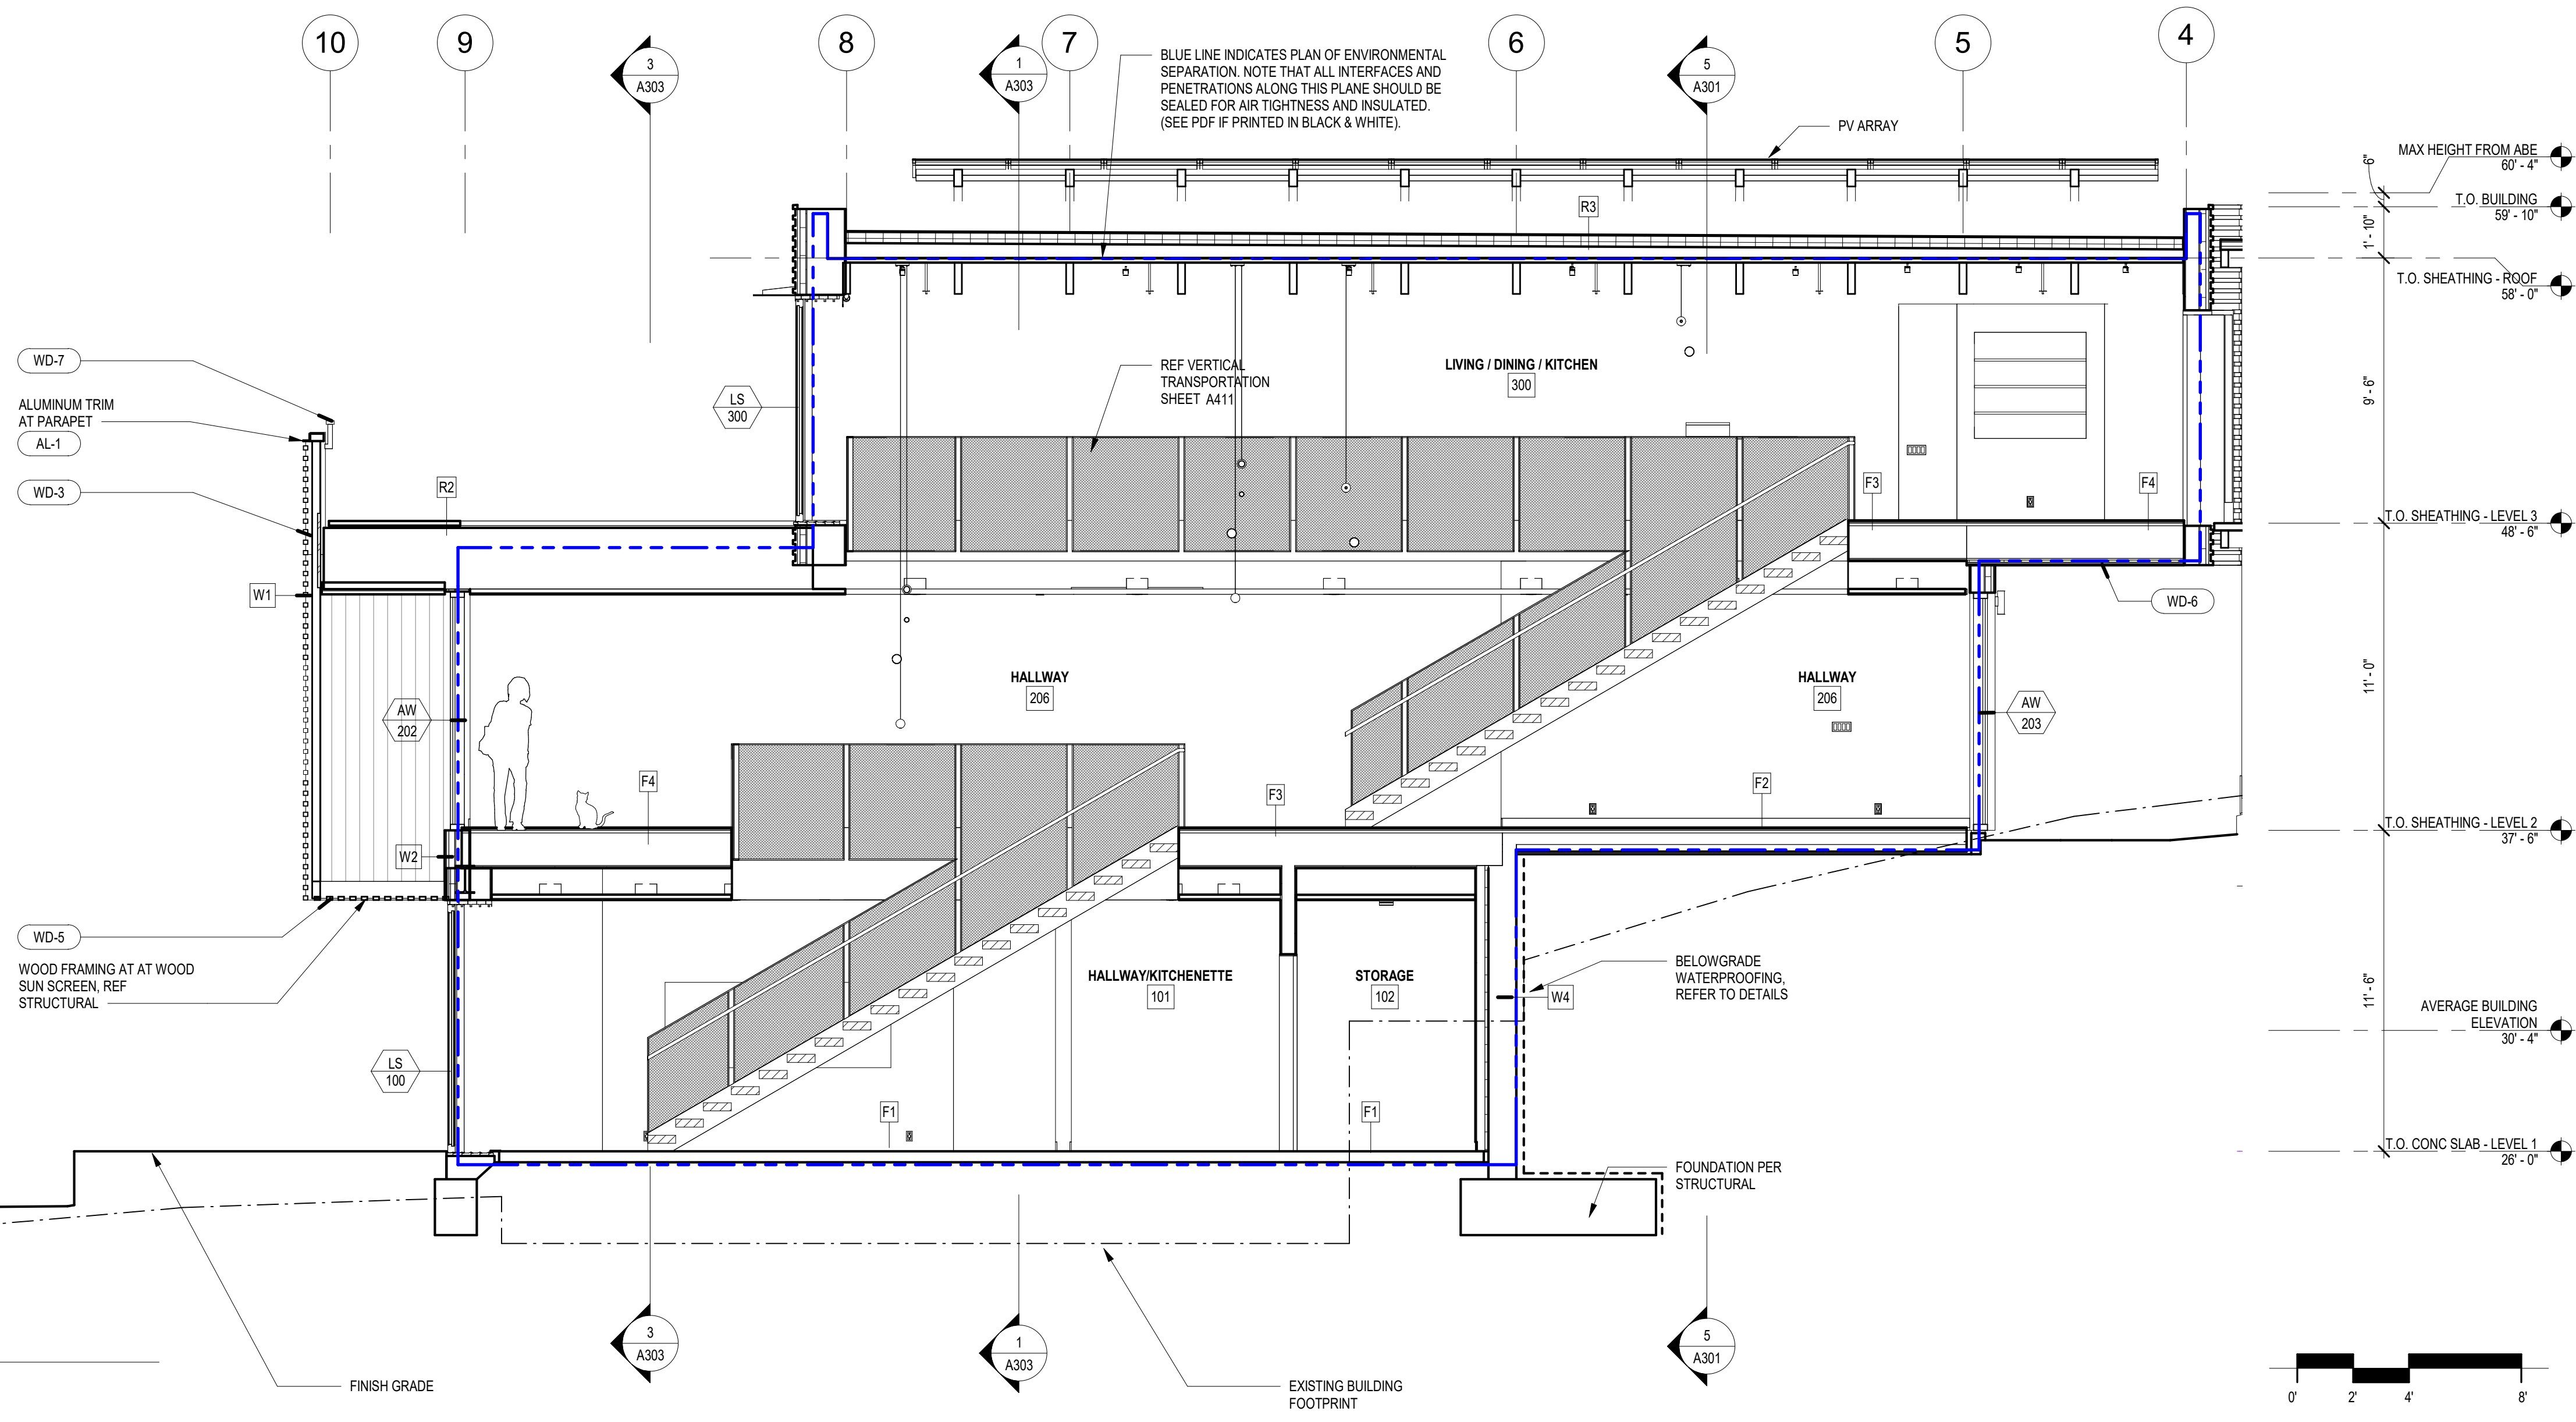 10
9
3
A303
8
1
A303
7
6
5
A301
5
4
BLUE LINE INDICATES PLAN OF ENVIRONMENTAL
SEPARATION. NOTE THAT ALL INTERFACES AND
PENETRATIONS ALONG THIS PLANE SHOULD BE
SEALED FOR AIR TIGHTNESS AND INSULATED.
(SEE PDF IF PRINTED IN BLACK & WHITE).
PV ARRAY
MAX HEIGHT FROM ABE
60' - 4"
6"
T.O. BUILDING
59' - 10"
1' - 10"
T.O. SHEATHING - ROOF
58' - 0"
R3
WD-7
ALUMINUM TRIM
AT PARAPET
AL-1
WD-3
R2
LS
300
REF VERTICAL
TRANSPORTATION
SHEET A411
LIVING / DINING / KITCHEN
300
9' - 6"
F3
F4
T.O. SHEATHING - LEVEL 3
48' - 6"
W1
WD-6
HALLWAY
206
HALLWAY
206
11' - 0"
AW
202
AW
203
F4
F3
F2
T.O. SHEATHING - LEVEL 2
37' - 6"
W2
WD-5
WOOD FRAMING AT AT WOOD
SUN SCREEN, REF
STRUCTURAL
HALLWAY/KITCHENETTE
101
STORAGE
102
W4
BELOWGRADE
WATERPROOFING,
REFER TO DETAILS
11' - 6"
AVERAGE BUILDING
ELEVATION
30' - 4"
LS
100
F1
F1
T.O. CONC SLAB - LEVEL 1
26' - 0"
FOUNDATION PER
STRUCTURAL
3
A303
1
A303
5
A301
FINISH GRADE
EXISTING BUILDING
FOOTPRINT
0'
2'
4'
8'